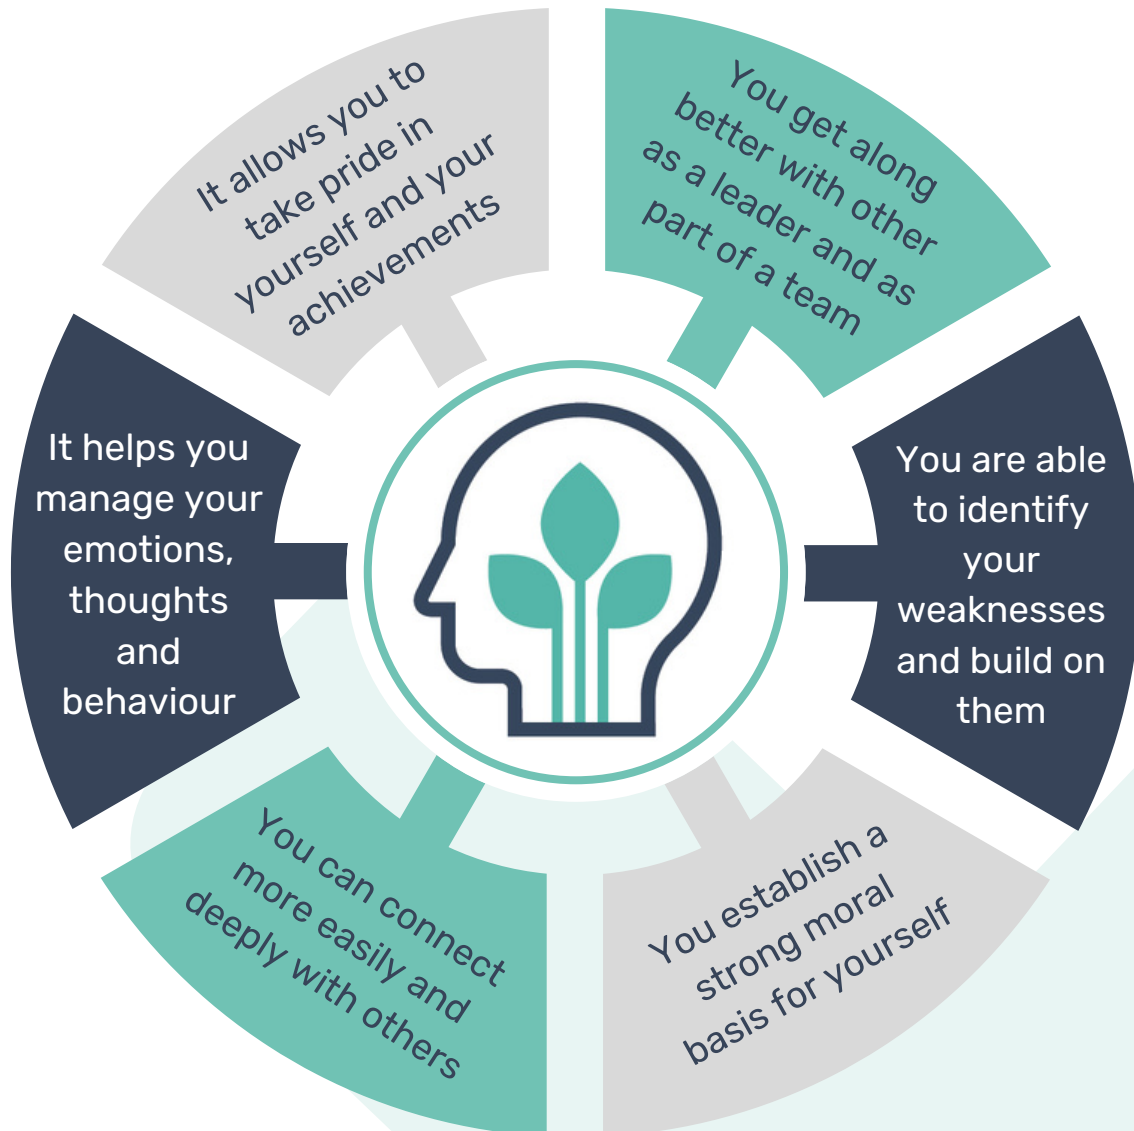 It allows you to
take pride in
yourself and your
achievements
You get along
better with other
as a leader and as
part of a team
It helps you
manage your
emotions,
thoughts
and
behaviour
You are able
to identify
your
weaknesses
and build on
them
You can connect
more easily and
deeply with others
You establish a
strong moral
basis for yourself